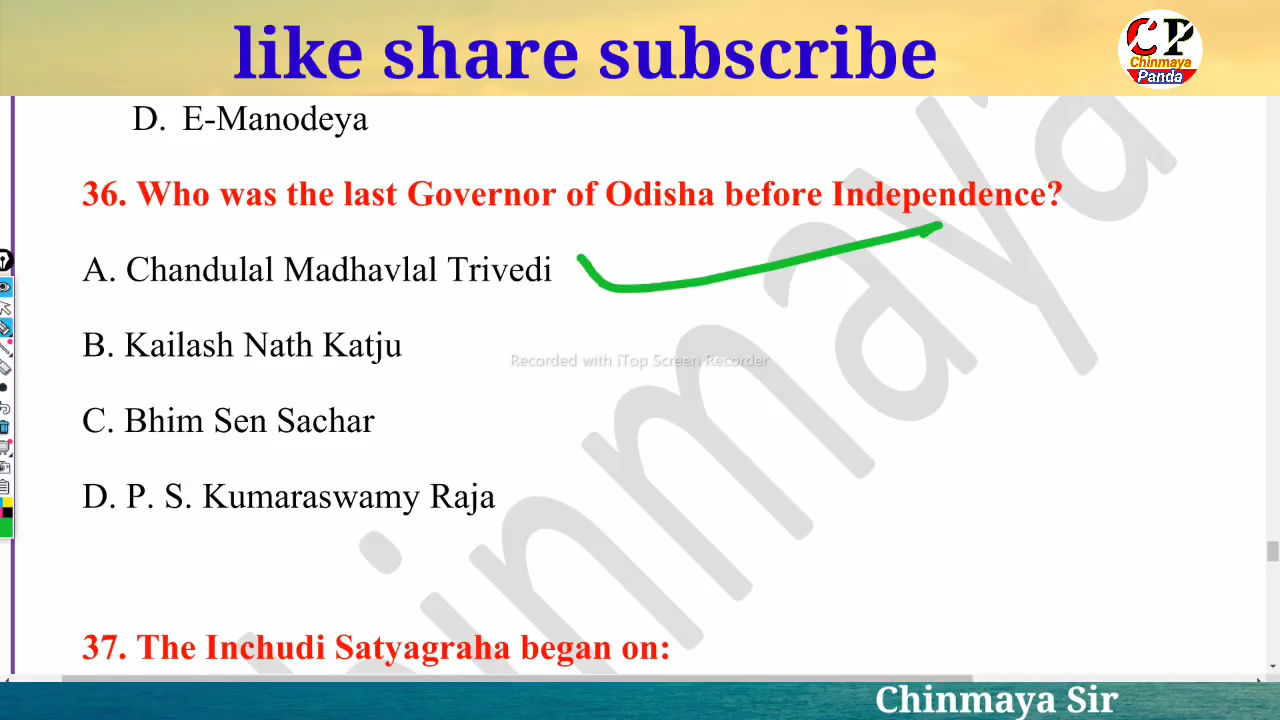 like share subscribe
CP
Chinmaya
Panda
D. E-Manodeya
36. Who was the last Governor of Odisha before Independence?
A. Chandulal Madhavlal Trivedi
B. Kailash Nath Katju
Recorded with iTop Screen Recorder
C. Bhim Sen Sachar
D. P. S. Kumaraswamy Raja
37. The Inchudi Satyagraha began on:
hinmaya
Chinmaya Sir